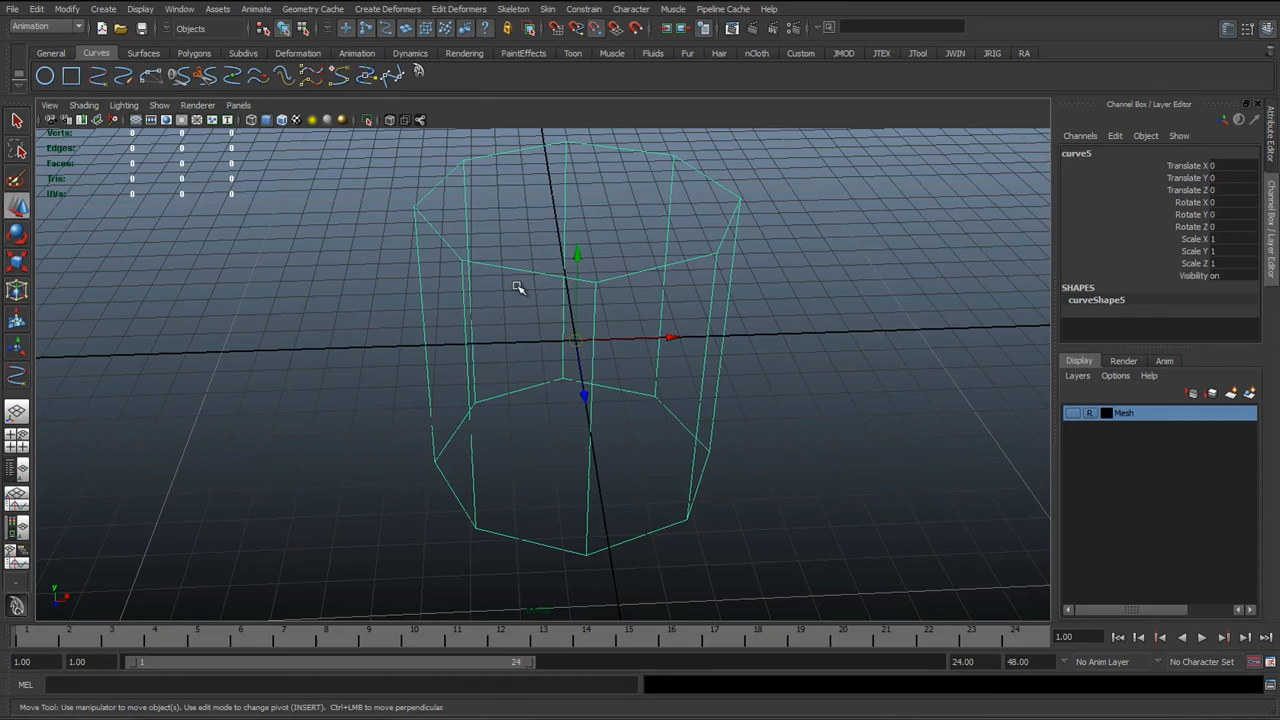 File Edit Modify Create Display Window Assets Animate Geometry Cache Create Deformers Edit Deformers Skeleton Skin Constrain Character Muscle Pipeline Cache Help
Animation Objects
General Curves Surfaces Polygons Subdivs Deformation Animation Dynamics Rendering PaintEffects Toon Muscle Fluids Fur Hair nCloth Custom JMOD JTEX JTool JWIN JRIG RA
View Shading Lighting Show Renderer Panels
Channel Box / Layer Editor
Channels Edit Object Show
Verts: 0 0 0
Edges: 0 0 0
Faces: 0 0 0
Tris: 0 0 0
UVs: 0 0 0
curve5
Translate X 0
Translate Y 0
Translate Z 0
Rotate X 0
Rotate Y 0
Rotate Z 0
Scale X 1
Scale Y 1
Scale Z 1
Visibility on
SHAPES
curveShape5
Display Render Anim
Layers Options Help
R Mesh
Attribute Editor
Channel Box / Layer Editor
y
x
persp
1 2 3 4 5 6 7 8 9 10 11 12 13 14 15 16 17 18 19 20 21 22 23 24
1.00
1.00 1.00 1 24 24.00 48.00 No Anim Layer No Character Set
MEL
Move Tool: Use manipulator to move object(s). Use edit mode to change pivot (INSERT). Ctrl+LMB to move perpendicular.